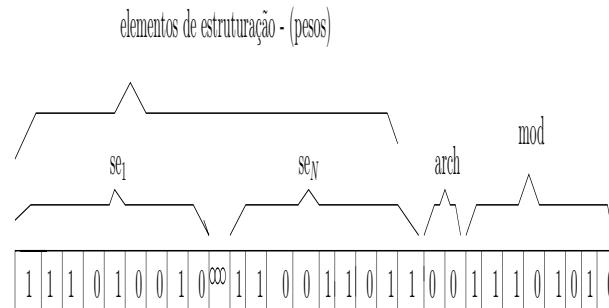 elementos de estruturação - (pesos)
mod
se₁ se_N arch
1 1 1 0 1 0 0 1 0 1 1 0 0 1 1 0 1 1 0 0 1 1 1 0 1 0 1